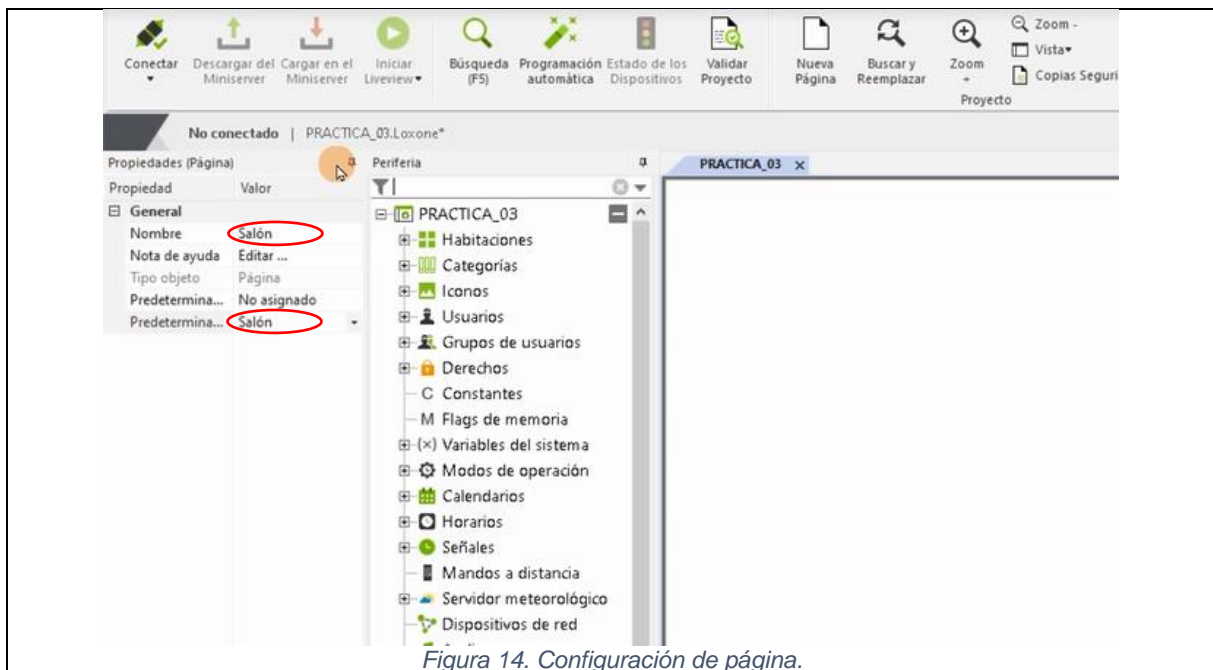 Conectar
Descargar del Miniserver
Cargar en el Miniserver
Iniciar Liveview
Búsqueda (F5)
Programación automàtica
Estado de los Dispositivos
Validar Proyecto
Nueva Página
Buscar y Reemplazar
Zoom +
Zoom -
Vista
Copias Seguri
Proyecto
No conectado | PRACTICA_03.Loxone*
Propiedades (Página)
Propiedad Valor
General
Nombre Salón
Nota de ayuda Editar ...
Tipo objeto Página
Predetermina... No asignado
Predetermina... Salón
Periferia
PRACTICA_03
Habitaciones
Categorías
Iconos
Usuarios
Grupos de usuarios
Derechos
C Constantes
M Flags de memoria
(×) Variables del sistema
Modos de operación
Calendarios
Horarios
Señales
Mandos a distancia
Servidor meteorológico
Dispositivos de red
PRACTICA_03 x
Figura 14. Configuración de página.